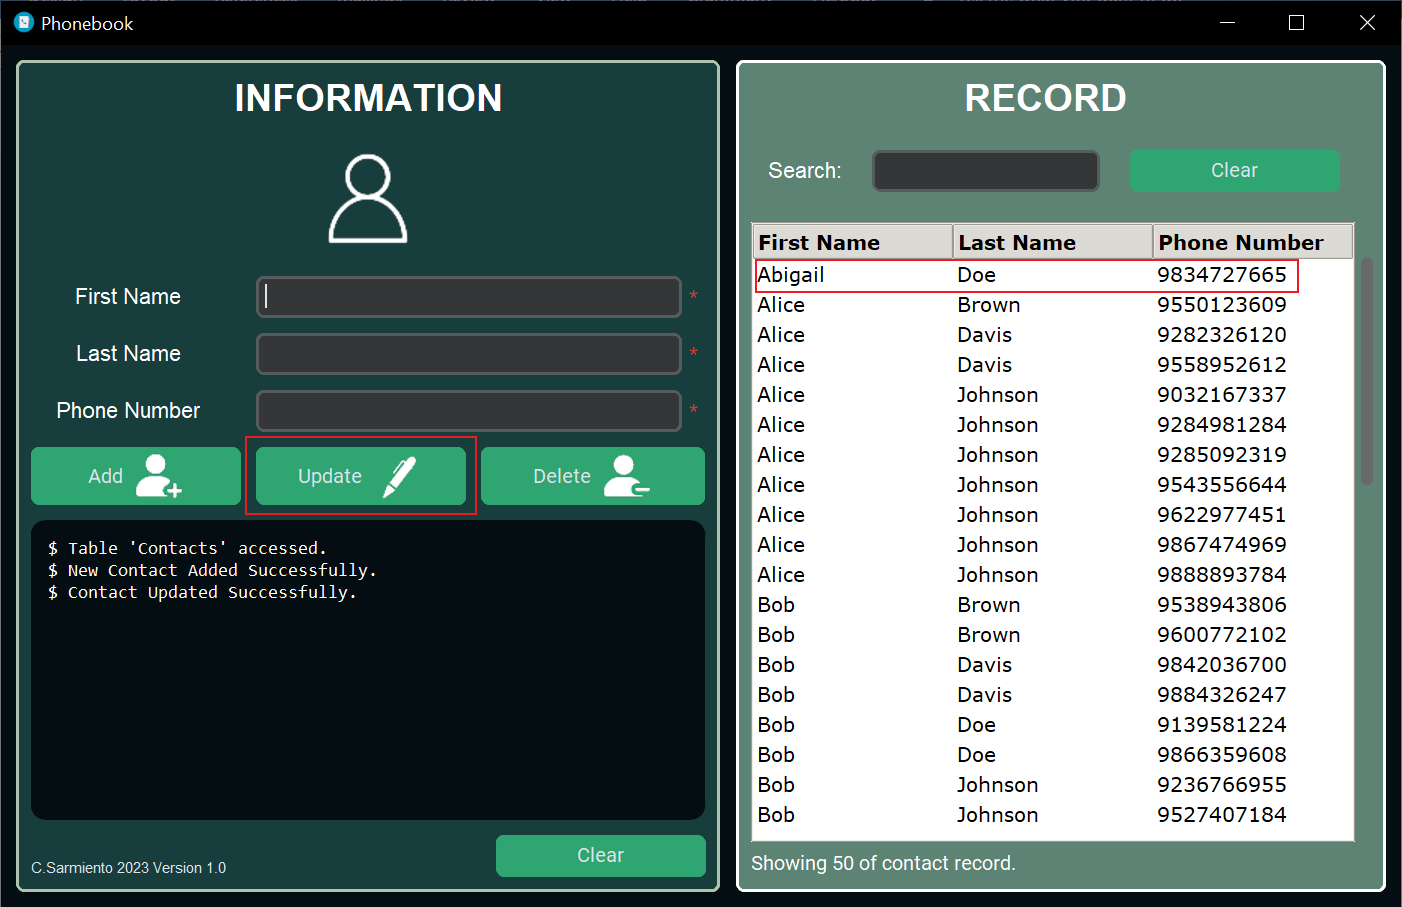 Phonebook
INFORMATION
First Name *
Last Name *
Phone Number *
Add
Update
Delete
$ Table 'Contacts' accessed.
$ New Contact Added Successfully.
$ Contact Updated Successfully.
C.Sarmiento 2023 Version 1.0
Clear
RECORD
Search:
Clear
First Name Last Name Phone Number
Abigail Doe 9834727665
Alice Brown 9550123609
Alice Davis 9282326120
Alice Davis 9558952612
Alice Johnson 9032167337
Alice Johnson 9284981284
Alice Johnson 9285092319
Alice Johnson 9543556644
Alice Johnson 9622977451
Alice Johnson 9867474969
Alice Johnson 9888893784
Bob Brown 9538943806
Bob Brown 9600772102
Bob Davis 9842036700
Bob Davis 9884326247
Bob Doe 9139581224
Bob Doe 9866359608
Bob Johnson 9236766955
Bob Johnson 9527407184
Showing 50 of contact record.